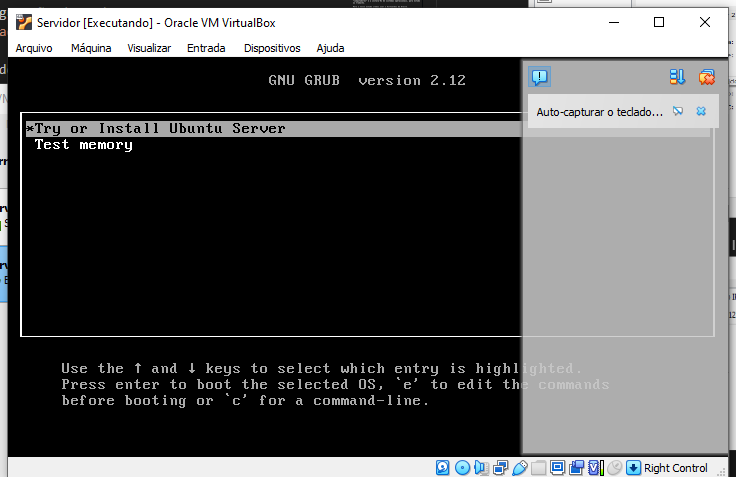 Servidor [Executando] - Oracle VM VirtualBox
Arquivo Máquina Visualizar Entrada Dispositivos Ajuda
GNU GRUB version 2.12
Auto-capturar o teclado...
*Try or Install Ubuntu Server
Test memory
Use the ↑ and ↓ keys to select which entry is highlighted.
Press enter to boot the selected OS, `e' to edit the commands
before booting or `c' for a command-line.
Right Control